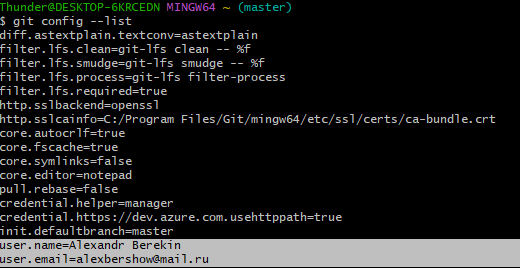 Thunder@DESKTOP-6KRCEDN MINGW64 ~ (master)
$ git config --list
diff.astextplain.textconv=astextplain
filter.lfs.clean=git-lfs clean -- %f
filter.lfs.smudge=git-lfs smudge -- %f
filter.lfs.process=git-lfs filter-process
filter.lfs.required=true
http.sslbackend=openssl
http.sslcainfo=C:/Program Files/Git/mingw64/etc/ssl/certs/ca-bundle.crt
core.autocrlf=true
core.fscache=true
core.symlinks=false
core.editor=notepad
pull.rebase=false
credential.helper=manager
credential.https://dev.azure.com.usehttppath=true
init.defaultbranch=master
user.name=Alexandr Berekin
user.email=alexbershow@mail.ru